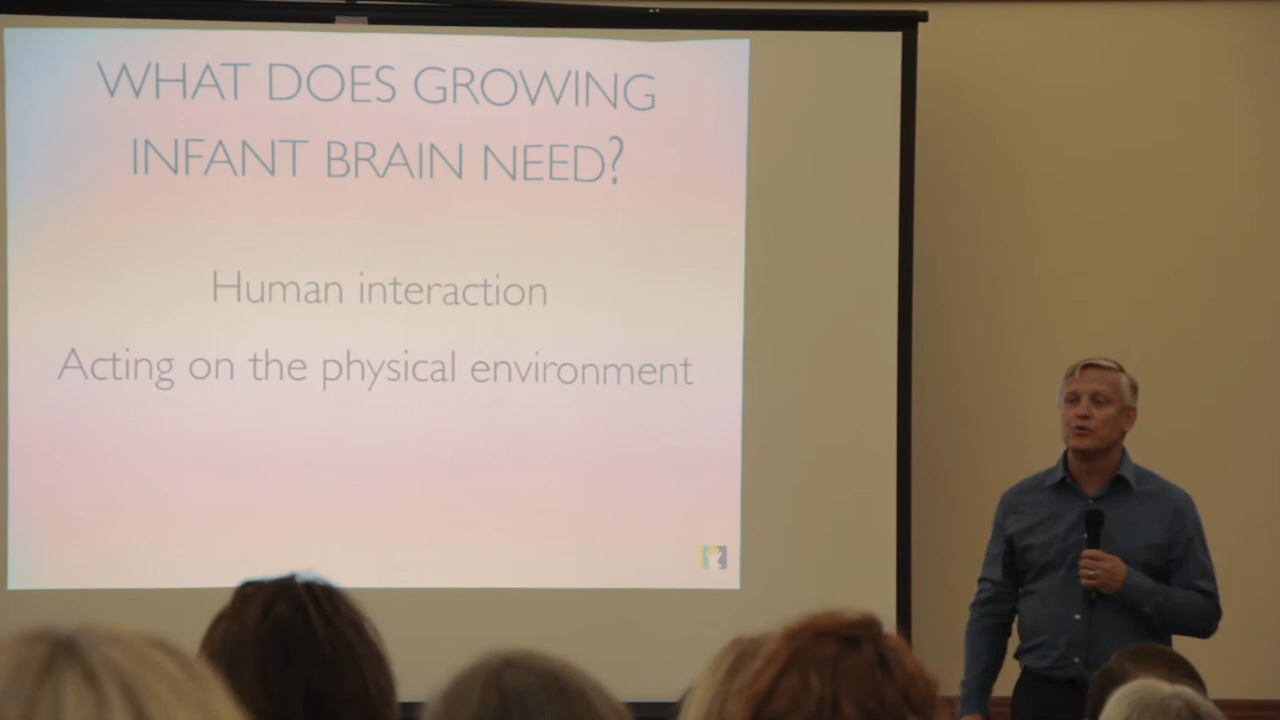 WHAT DOES GROWING
INFANT BRAIN NEED?
Human interaction
Acting on the physical environment